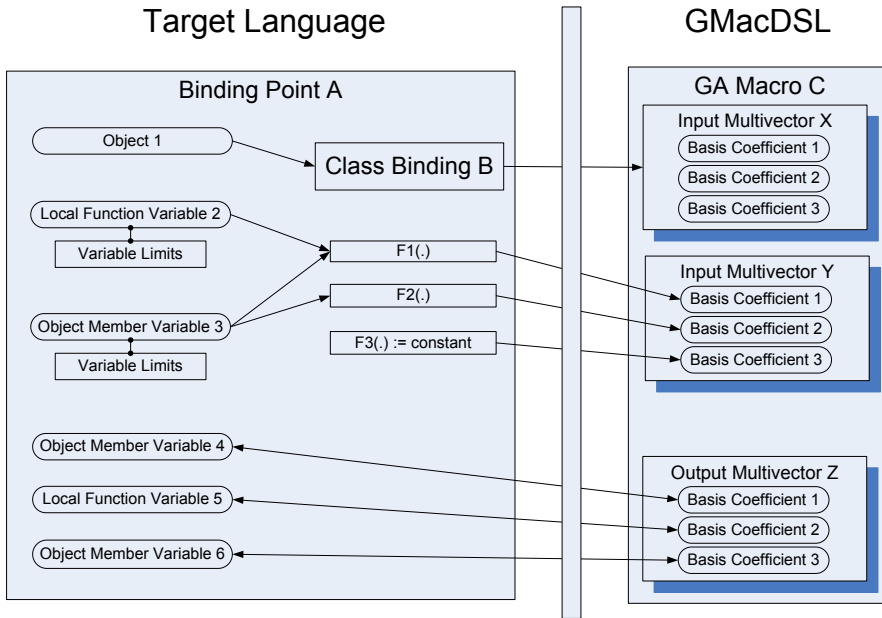 Target Language
GMacDSL
Binding Point A
Object 1
Class Binding B
Local Function Variable 2
Variable Limits
F1(.)
F2(.)
Object Member Variable 3
F3(.) := constant
Variable Limits
Object Member Variable 4
Local Function Variable 5
Object Member Variable 6
GA Macro C
Input Multivector X
Basis Coefficient 1
Basis Coefficient 2
Basis Coefficient 3
Input Multivector Y
Basis Coefficient 1
Basis Coefficient 2
Basis Coefficient 3
Output Multivector Z
Basis Coefficient 1
Basis Coefficient 2
Basis Coefficient 3